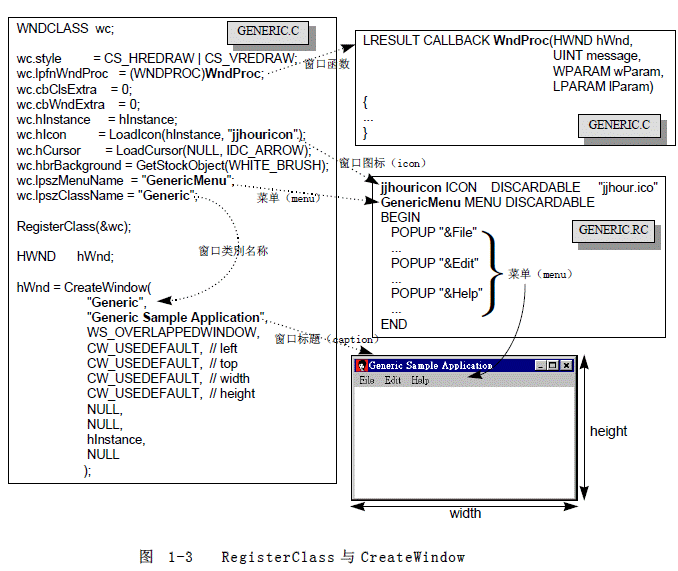 WNDCLASS wc;
GENERIC.C
wc.style = CS_HREDRAW | CS_VREDRAW;
wc.lpfnWndProc = (WNDPROC)WndProc;
wc.cbClsExtra = 0;
wc.cbWndExtra = 0;
wc.hInstance = hInstance;
wc.hIcon = LoadIcon(hInstance, "jjhouricon");
wc.hCursor = LoadCursor(NULL, IDC_ARROW);
wc.hbrBackground = GetStockObject(WHITE_BRUSH);
wc.lpszMenuName = "GenericMenu";
wc.lpszClassName = "Generic";
RegisterClass(&wc);
HWND hWnd;
hWnd = CreateWindow(
"Generic",
"Generic Sample Application",
WS_OVERLAPPEDWINDOW,
CW_USEDEFAULT, // left
CW_USEDEFAULT, // top
CW_USEDEFAULT, // width
CW_USEDEFAULT, // height
NULL,
NULL,
hInstance,
NULL
);
窗口函数
窗口图标（icon）
菜单（menu）
窗口类别名称
窗口标题（caption）
LRESULT CALLBACK WndProc(HWND hWnd,
UINT message,
WPARAM wParam,
LPARAM lParam)
{
...
}
GENERIC.C
jjhouricon ICON DISCARDABLE "jjhour.ico"
GenericMenu MENU DISCARDABLE
BEGIN
POPUP "&File"
...
POPUP "&Edit"
...
POPUP "&Help"
...
END
GENERIC.RC
菜单（menu）
Generic Sample Application
File Edit Help
height
width
图 1-3 RegisterClass 与 CreateWindow